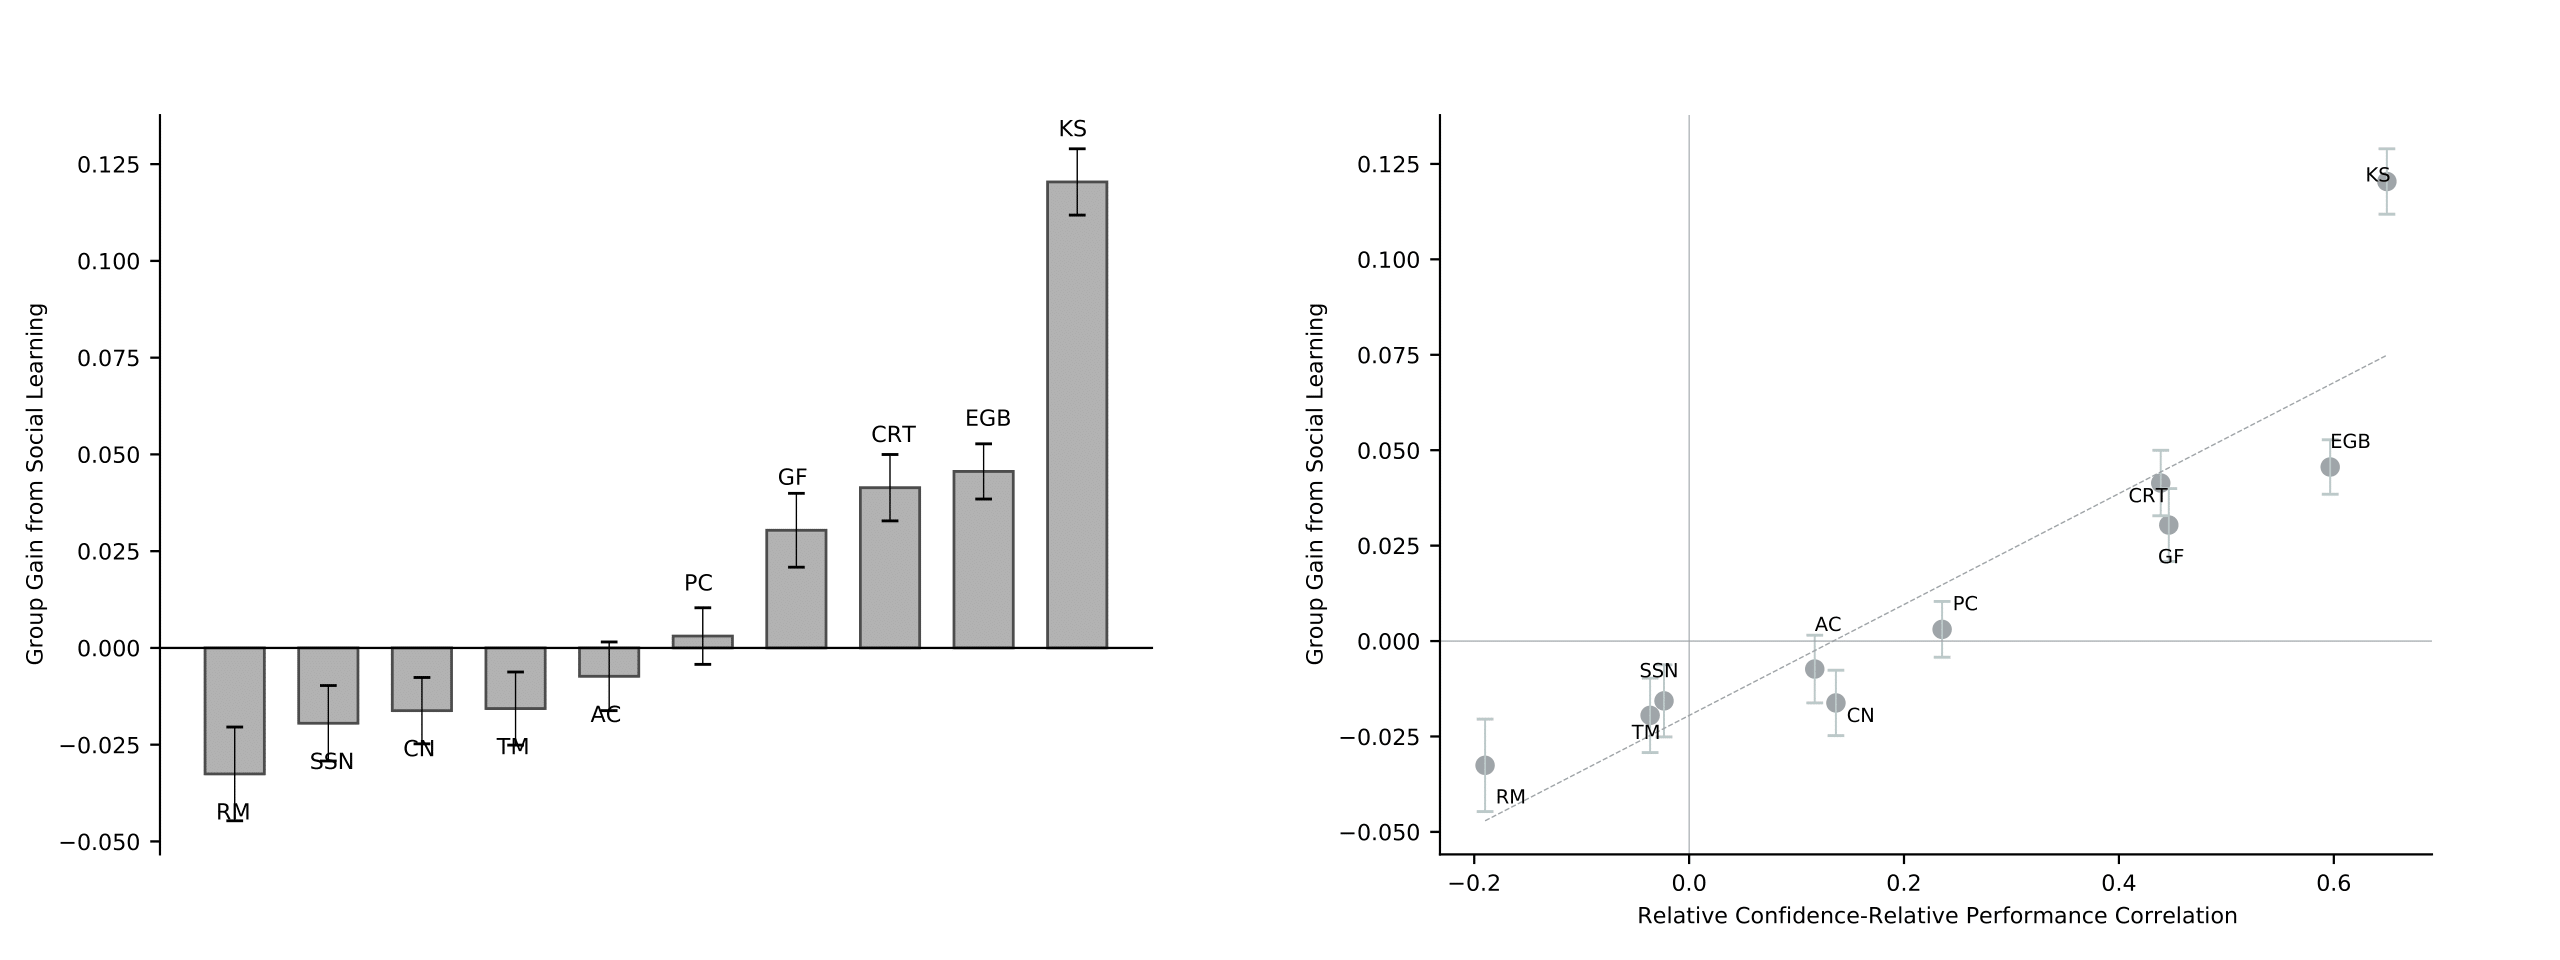 Group Gain from Social Learning
0.125
0.100
0.075
0.050
0.025
0.000
−0.025
−0.050
RM
SSN
CN
TM
AC
PC
GF
CRT
EGB
KS
Group Gain from Social Learning
0.125
0.100
0.075
0.050
0.025
0.000
−0.025
−0.050
KS
EGB
CRT
GF
AC
PC
SSN
CN
TM
RM
−0.2
0.0
0.2
0.4
0.6
Relative Confidence-Relative Performance Correlation